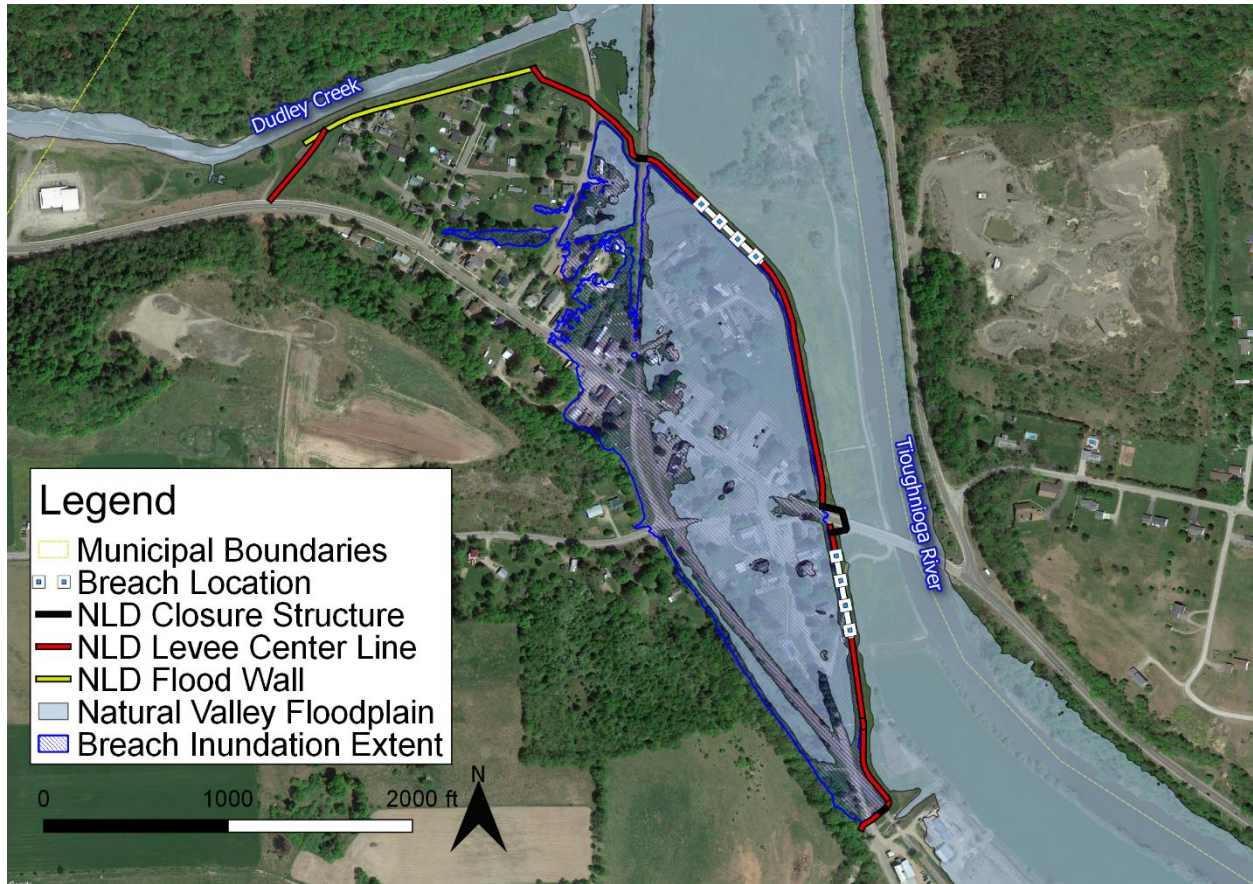 Dudley Creek
Tioughnioga River
Legend
Municipal Boundaries
Breach Location
NLD Closure Structure
NLD Levee Center Line
NLD Flood Wall
Natural Valley Floodplain
Breach Inundation Extent
N
0 1000 2000 ft